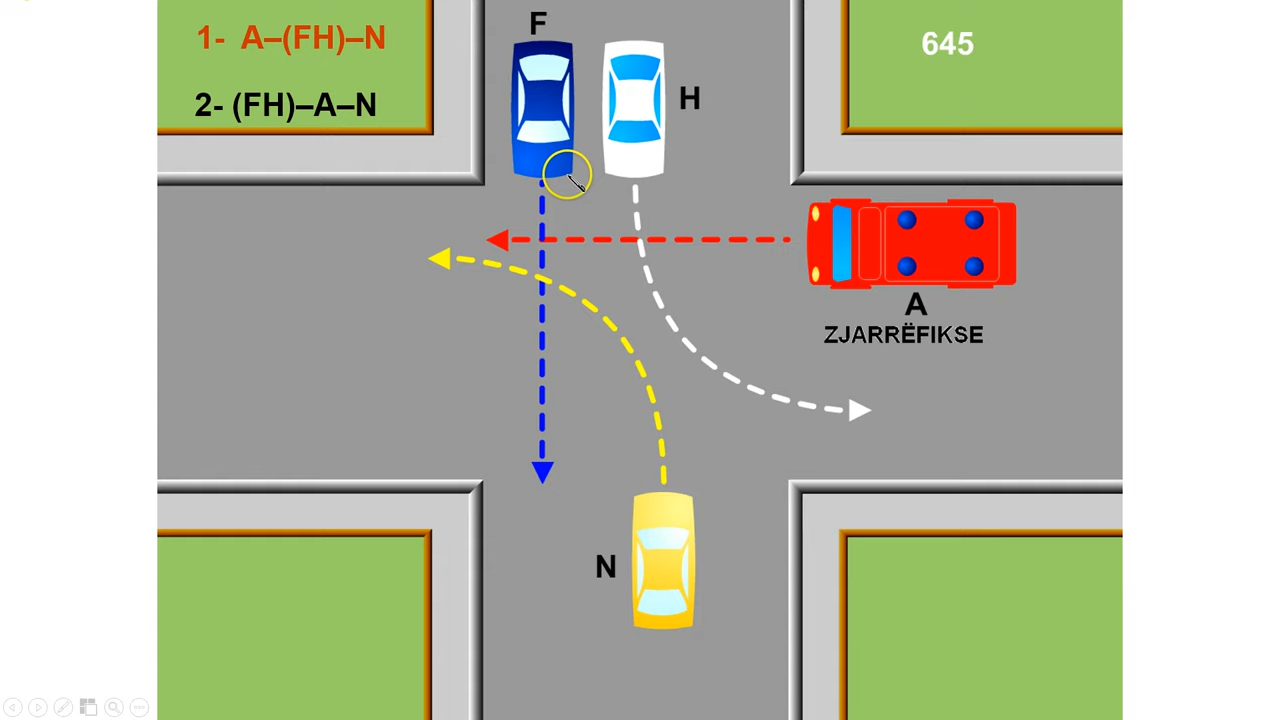 F
1- A–(FH)–N
645
H
2- (FH)–A–N
A
ZJARRËFIKSE
N